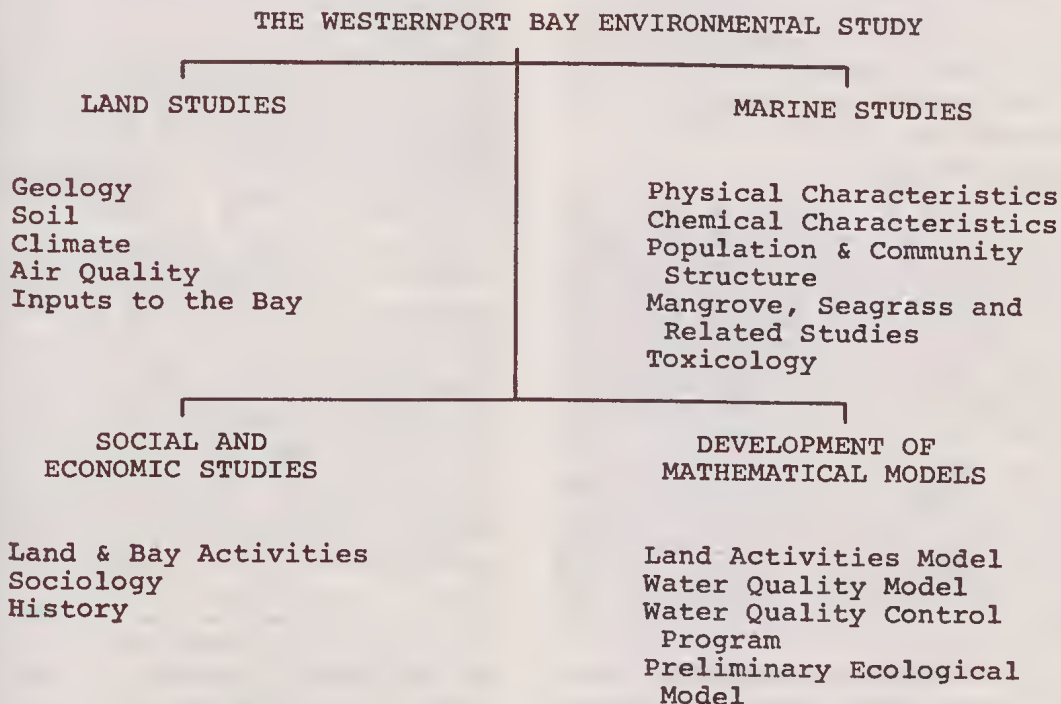 THE WESTERNPORT BAY ENVIRONMENTAL STUDY
LAND STUDIES
Geology
Soil
Climate
Air Quality
Inputs to the Bay
MARINE STUDIES
Physical Characteristics
Chemical Characteristics
Population & Community
Structure
Mangrove, Seagrass and
Related Studies
Toxicology
SOCIAL AND
ECONOMIC STUDIES
Land & Bay Activities
Sociology
History
DEVELOPMENT OF
MATHEMATICAL MODELS
Land Activities Model
Water Quality Model
Water Quality Control
Program
Preliminary Ecological
Model